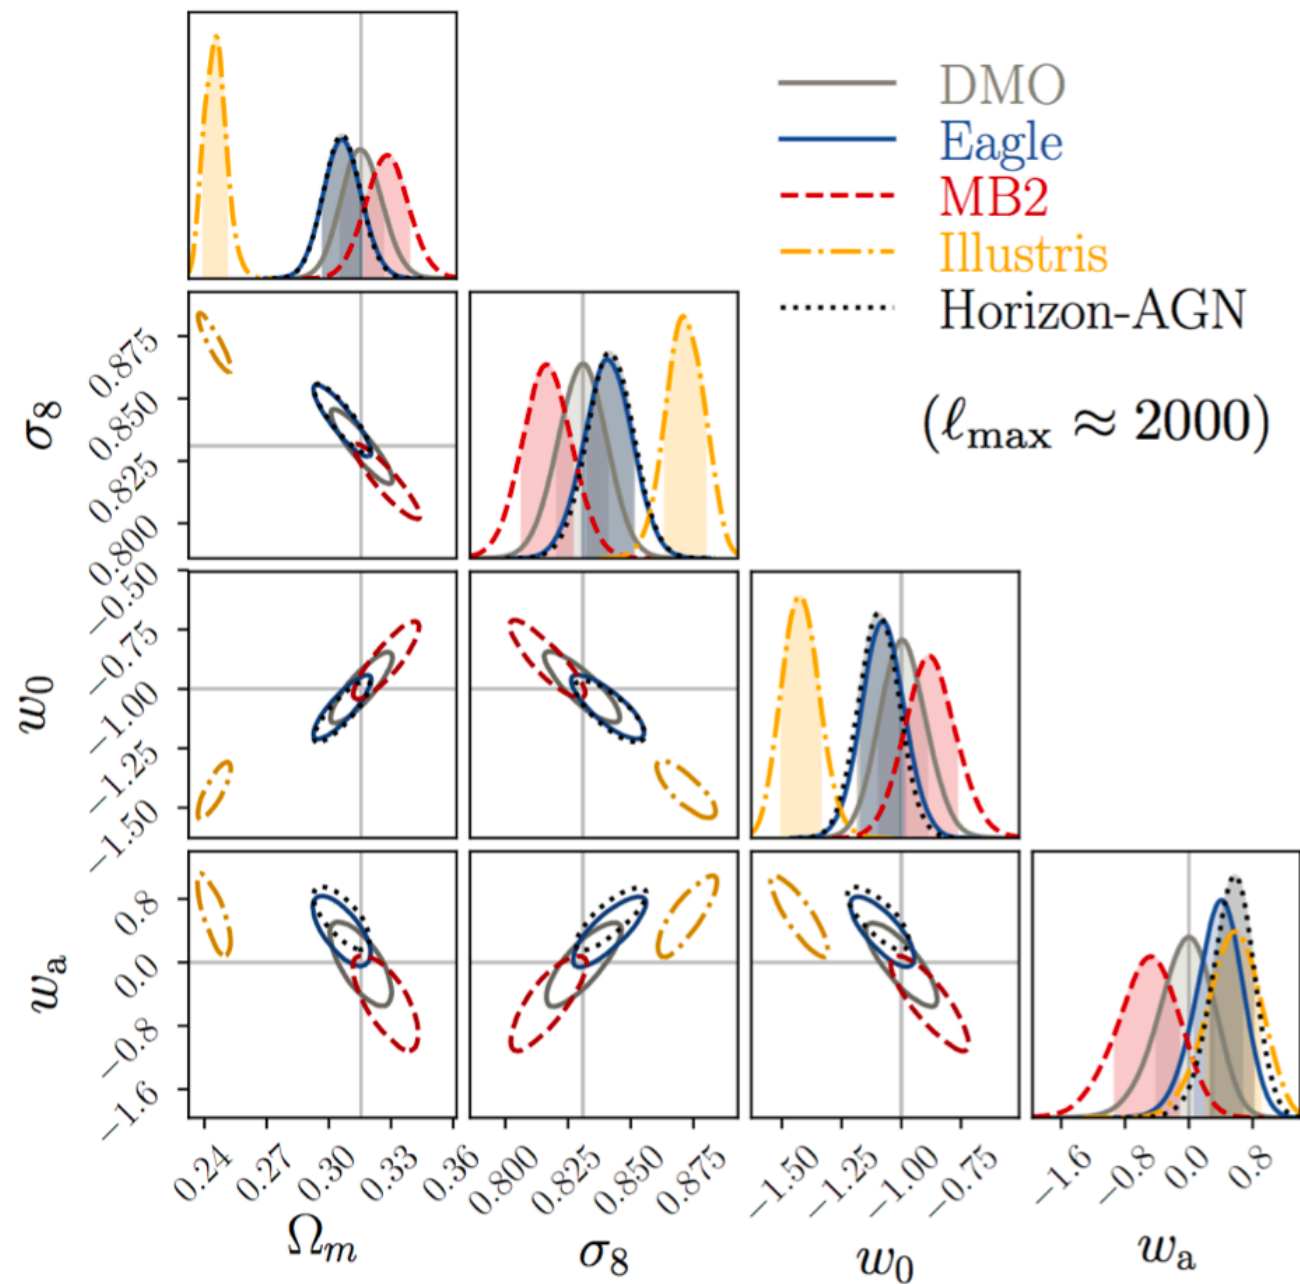 DMO
Eagle
MB2
Illustris
Horizon-AGN
(ℓmax ≈ 2000)
σ8
0.875
0.850
0.825
0.800
w0
−0.50
−0.75
−1.00
−1.25
−1.50
wa
0.8
0.0
−0.8
−1.6
0.24 0.27 0.30 0.33 0.36 0.800 0.825 0.850 0.875 −1.50 −1.25 −1.00 −0.75 −1.6 −0.8 −0.0 0.8
Ωm σ8 w0 wa